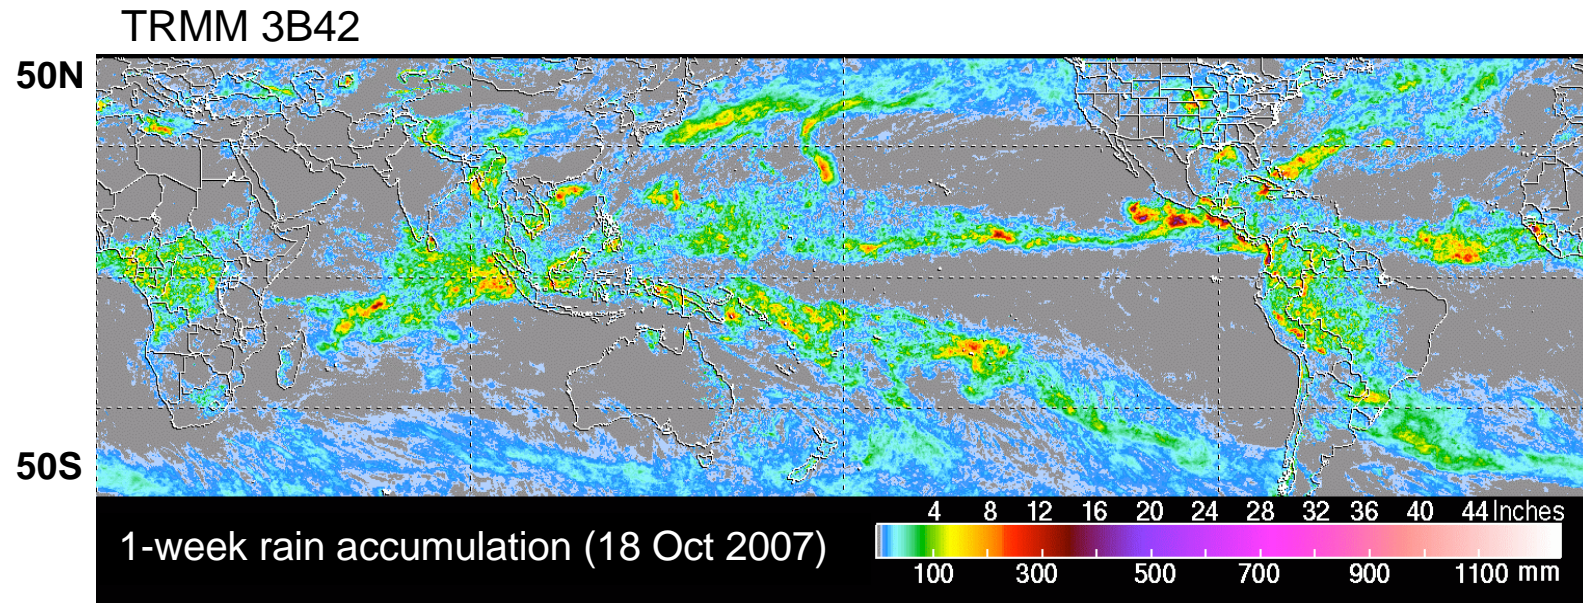 TRMM 3B42
50N
50S
1-week rain accumulation (18 Oct 2007)
4 8 12 16 20 24 28 32 36 40 44 Inches
100 300 500 700 900 1100 mm